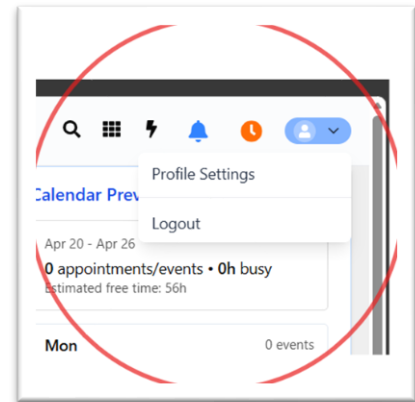 Profile Settings
Calendar Prev
Logout
Apr 20 - Apr 26
0 appointments/events • 0h busy
Estimated free time: 56h
Mon 0 events